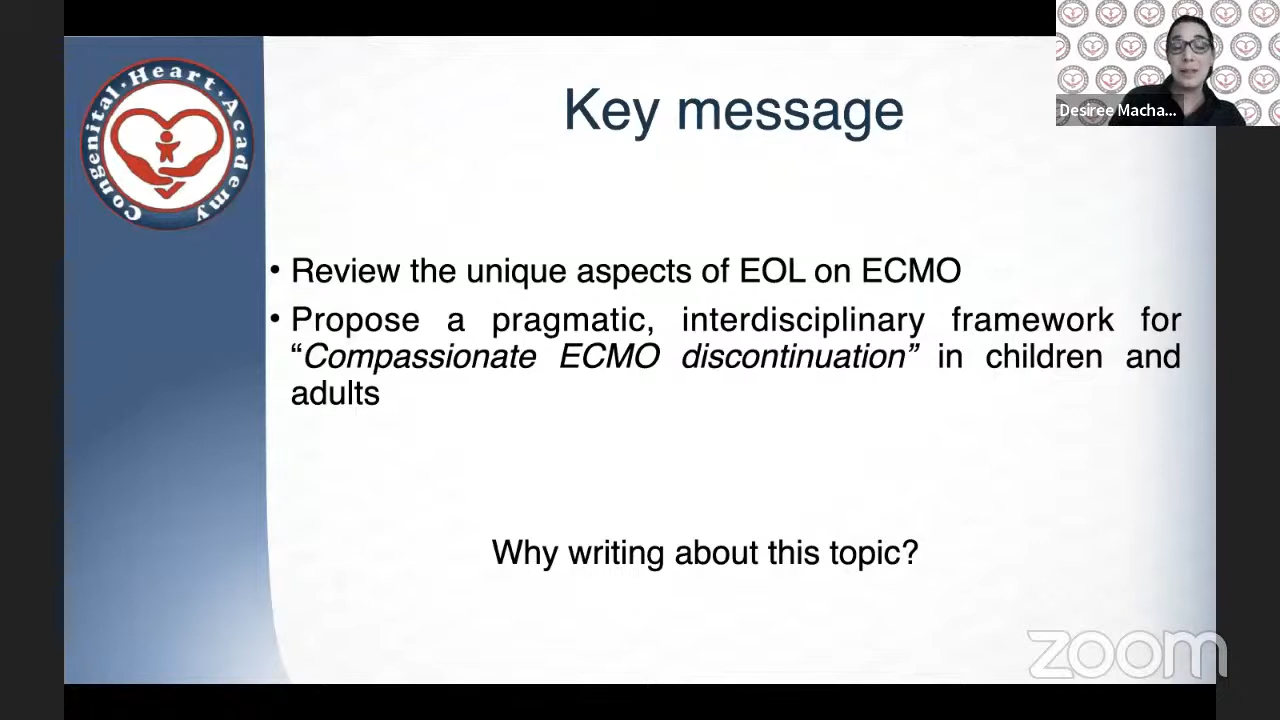 Congenital · Heart · Academy
Desiree Macha...
Key message
• Review the unique aspects of EOL on ECMO
• Propose a pragmatic, interdisciplinary framework for
“Compassionate ECMO discontinuation” in children and
adults
Why writing about this topic?
zoom